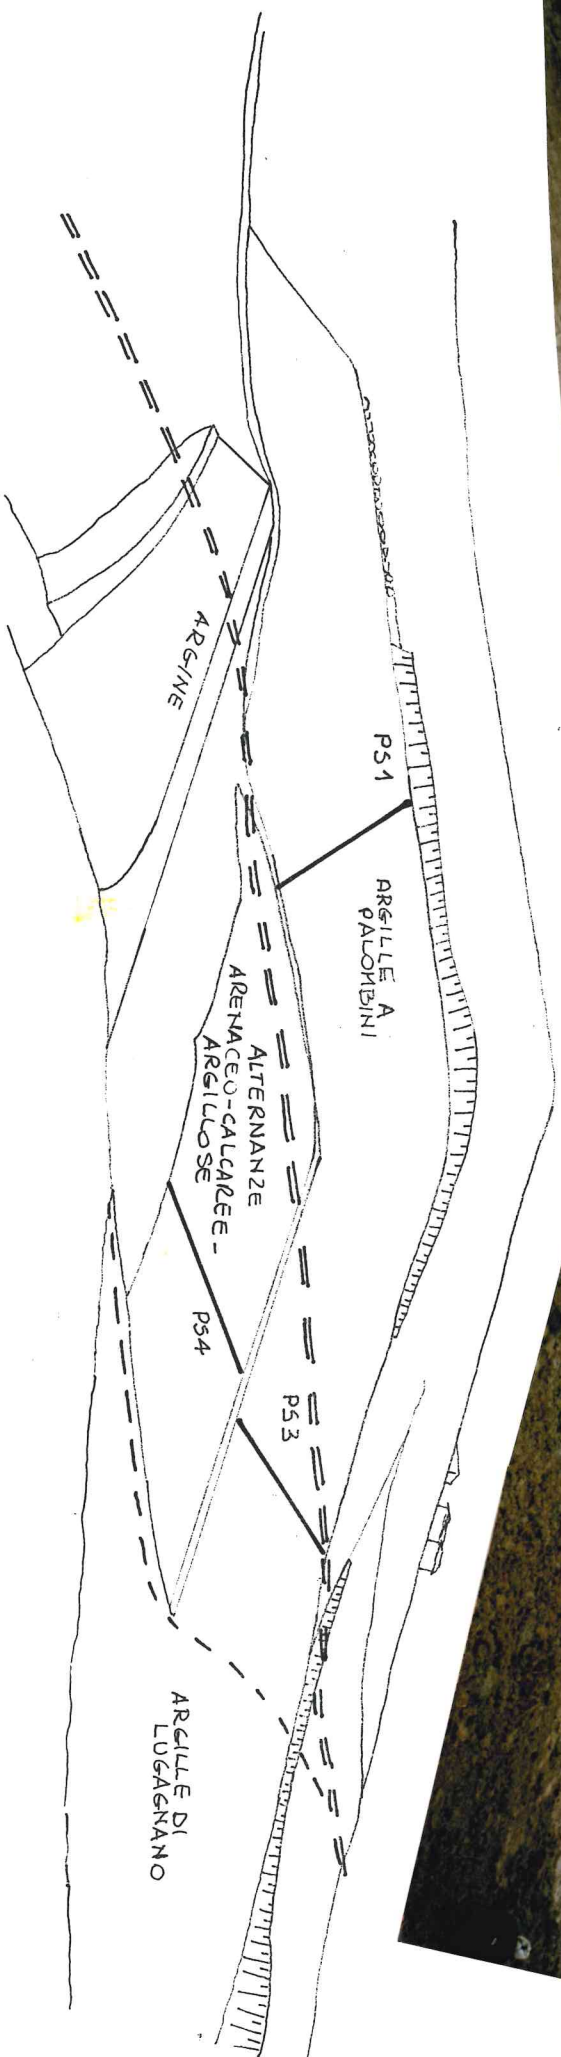 PS1
ARGILLE A
PALOMBINI
ARGINE
ALTERNANZE
ARENACEO-CALCAREE-
ARGILLOSE
PS4
PS3
ARGILLE DI
LUGAGNANO